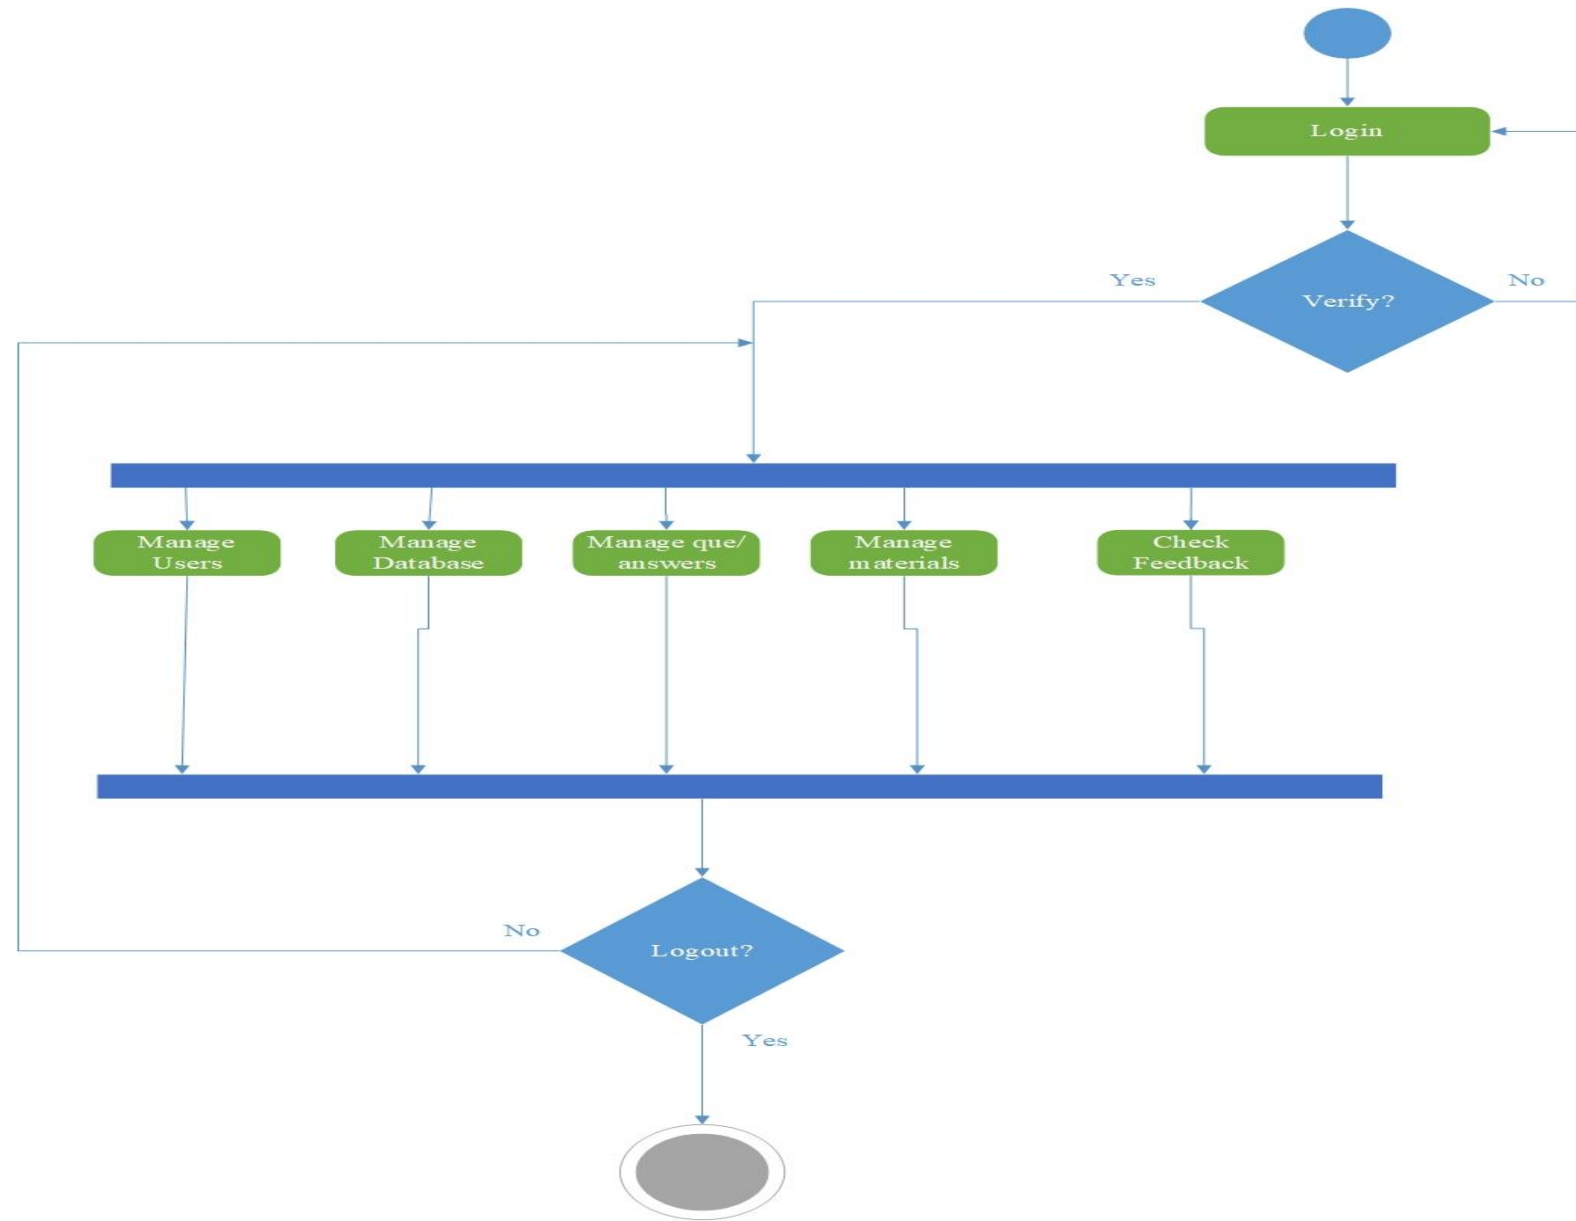 Login
Yes
Verify?
No
Manage
Users
Manage
Database
Manage que/
answers
Manage
materials
Check
Feedback
No
Logout?
Yes